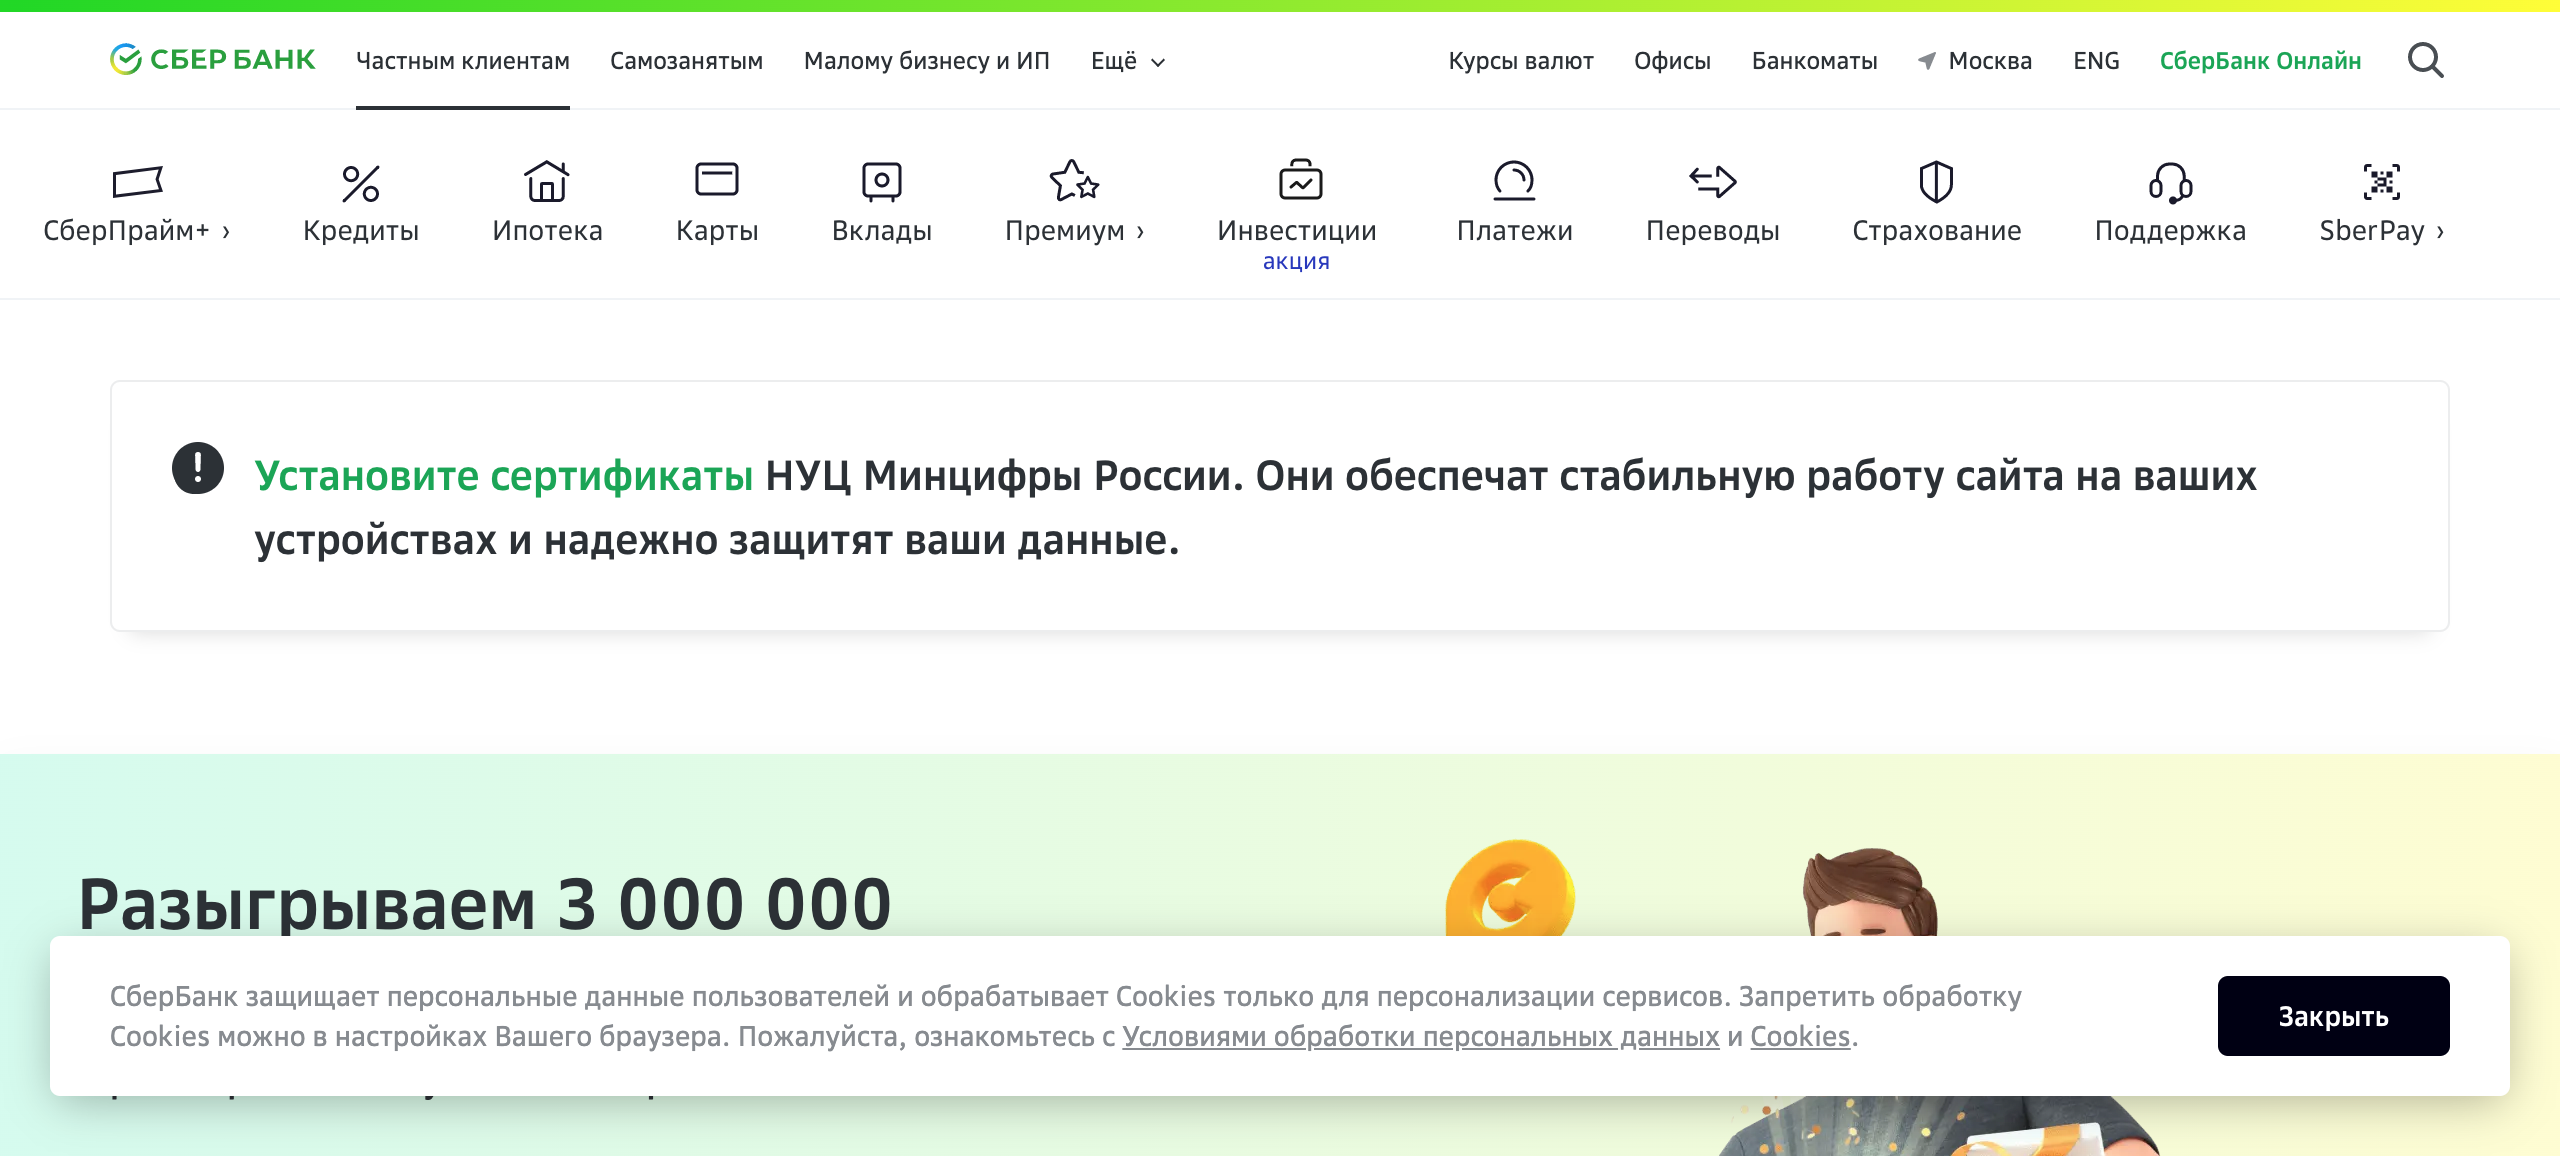 СБЕР БАНК
Частным клиентам
Самозанятым
Малому бизнесу и ИП
Ещё
Курсы валют
Офисы
Банкоматы
Москва
ENG
СберБанк Онлайн
СберПрайм+ ›
Кредиты
Ипотека
Карты
Вклады
Премиум ›
Инвестиции
акция
Платежи
Переводы
Страхование
Поддержка
SberPay ›
Установите сертификаты НУЦ Минцифры России. Они обеспечат стабильную работу сайта на ваших
устройствах и надежно защитят ваши данные.
Разыгрываем 3 000 000
СберБанк защищает персональные данные пользователей и обрабатывает Cookies только для персонализации сервисов. Запретить обработку
Cookies можно в настройках Вашего браузера. Пожалуйста, ознакомьтесь с Условиями обработки персональных данных и Cookies.
Закрыть